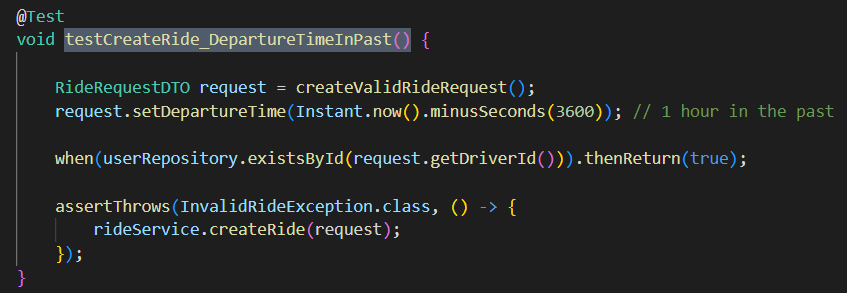 @Test
void testCreateRide_DepartureTimeInPast() {
RideRequestDTO request = createValidRideRequest();
request.setDepartureTime(Instant.now().minusSeconds(3600)); // 1 hour in the past
when(userRepository.existsById(request.getDriverId())).thenReturn(true);
assertThrows(InvalidRideException.class, () -> {
rideService.createRide(request);
});
}